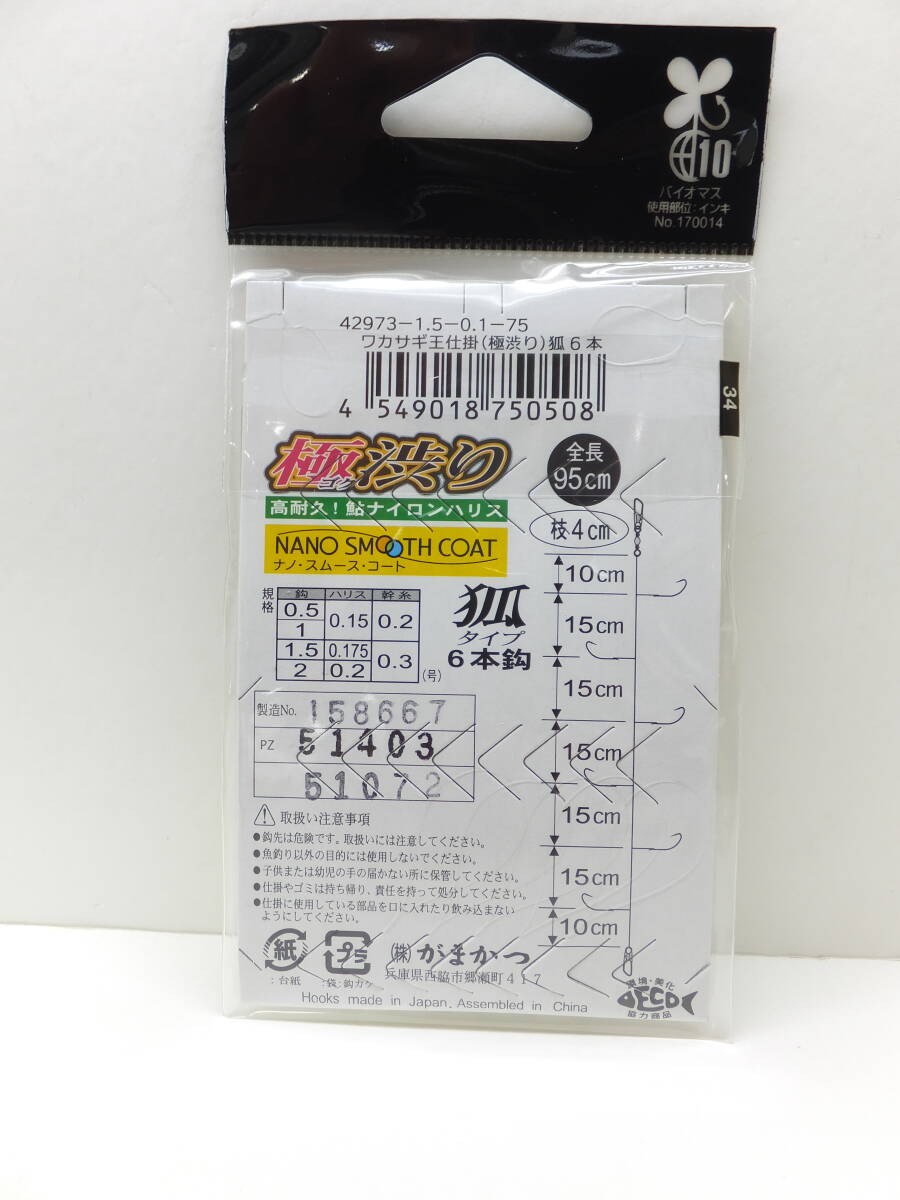 10
バイオマス
使用部位:インキ
No.170014
42973-1.5-0.1-75
ワカサギ王仕掛(極渋り)狐6本
4 549018 750508
34
極渋り
ゴク
高耐久!鮎ナイロンハリス
NANO SMOOTH COAT
ナノ・スムース・コート
全長
95cm
枝4cm
規格
鈎 ハリス 幹糸
0.5 0.15 0.2
1
1.5 0.175 0.3
2 0.2
(号)
狐
タイプ
6本鈎
10cm
15cm
15cm
15cm
15cm
15cm
10cm
製造No. 158667
PZ 51403
51072
取扱い注意事項
●鈎先は危険です。取扱いには注意してください。
●魚釣り以外の目的には使用しないでください。
●子供または幼児の手の届かない所に保管してください。
●仕掛やゴミは持ち帰り、責任を持って処分してください。
●仕掛に使用している部品を口に入れたり飲み込まない
ようにしてください。
紙
:台紙
プラ
:袋・鈎カケ
(株)がまかつ
兵庫県西脇市郷瀬町417
Hooks made in Japan. Assembled in China
環境・美化
ECO
協力商品